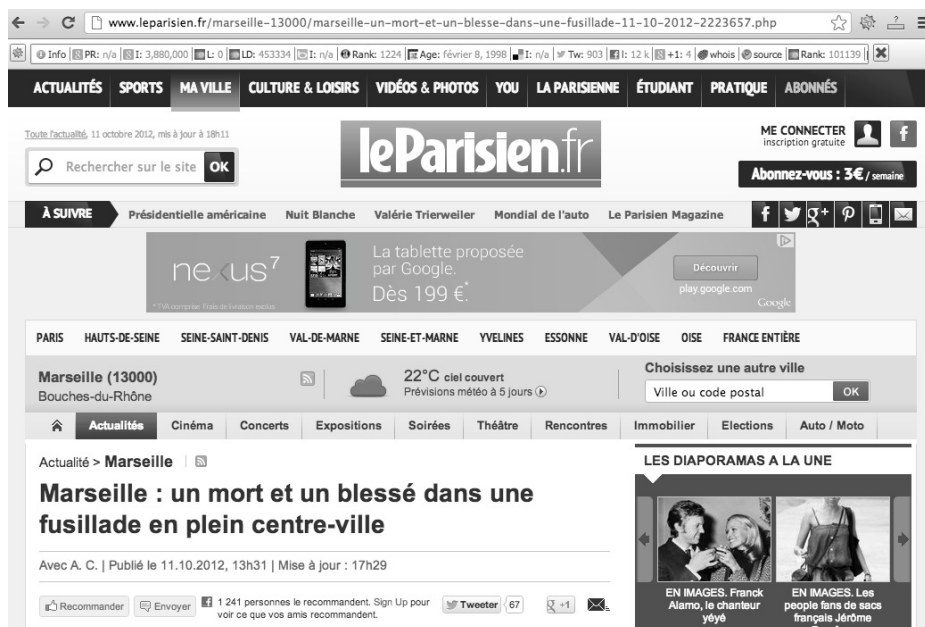 www.leparisien.fr/marseille-13000/marseille-un-mort-et-un-blesse-dans-une-fusillade-11-10-2012-2223657.php
Info PR: n/a I: 3,880,000 L: 0 LD: 453334 I: n/a Rank: 1224 Age: février 8, 1998 I: n/a Tw: 903 I: 12 k +1: 4 whois source Rank: 101139
ACTUALITÉS SPORTS MA VILLE CULTURE & LOISIRS VIDÉOS & PHOTOS YOU LA PARISIENNE ÉTUDIANT PRATIQUE ABONNÉS
Toute l'actualité, 11 octobre 2012, mis à jour à 18h11
Rechercher sur le site OK
leParisien.fr
ME CONNECTER
inscription gratuite
Abonnez-vous : 3€ / semaine
À SUIVRE Présidentielle américaine Nuit Blanche Valérie Trierweiler Mondial de l'auto Le Parisien Magazine
nexus 7
*TVA comprise. Frais de livraison exclus.
La tablette proposée
par Google.
Dès 199 €.*
Découvrir
play.google.com
Google
PARIS HAUTS-DE-SEINE SEINE-SAINT-DENIS VAL-DE-MARNE SEINE-ET-MARNE YVELINES ESSONNE VAL-D'OISE OISE FRANCE ENTIÈRE
Marseille (13000)
Bouches-du-Rhône
22°C ciel couvert
Prévisions météo à 5 jours
Choisissez une autre ville
Ville ou code postal OK
Actualités Cinéma Concerts Expositions Soirées Théâtre Rencontres Immobilier Elections Auto / Moto
Actualité > Marseille
Marseille : un mort et un blessé dans une
fusillade en plein centre-ville
Avec A. C. | Publié le 11.10.2012, 13h31 | Mise à jour : 17h29
Recommander Envoyer 1 241 personnes le recommandent. Sign Up pour
voir ce que vos amis recommandent.
Tweeter 67 +1
LES DIAPORAMAS A LA UNE
EN IMAGES. Franck
Alamo, le chanteur
yéyé
EN IMAGES. Les
people fans de sacs
français Jérôme